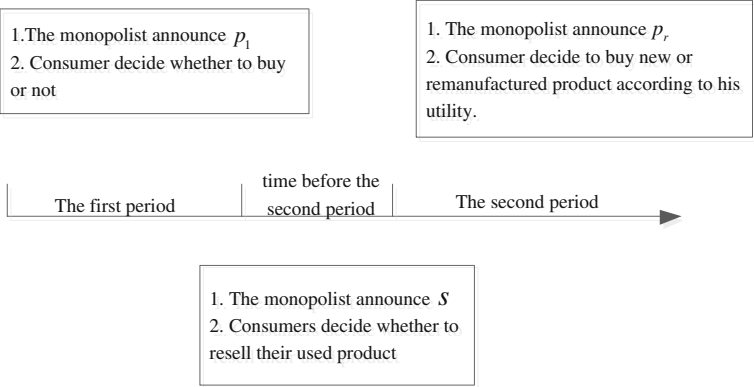 1.The monopolist announce p1
2. Consumer decide whether to buy
or not
1. The monopolist announce pr
2. Consumer decide to buy new or
remanufactured product according to his
utility.
The first period
time before the
second period
The second period
1. The monopolist announce s
2. Consumers decide whether to
resell their used product